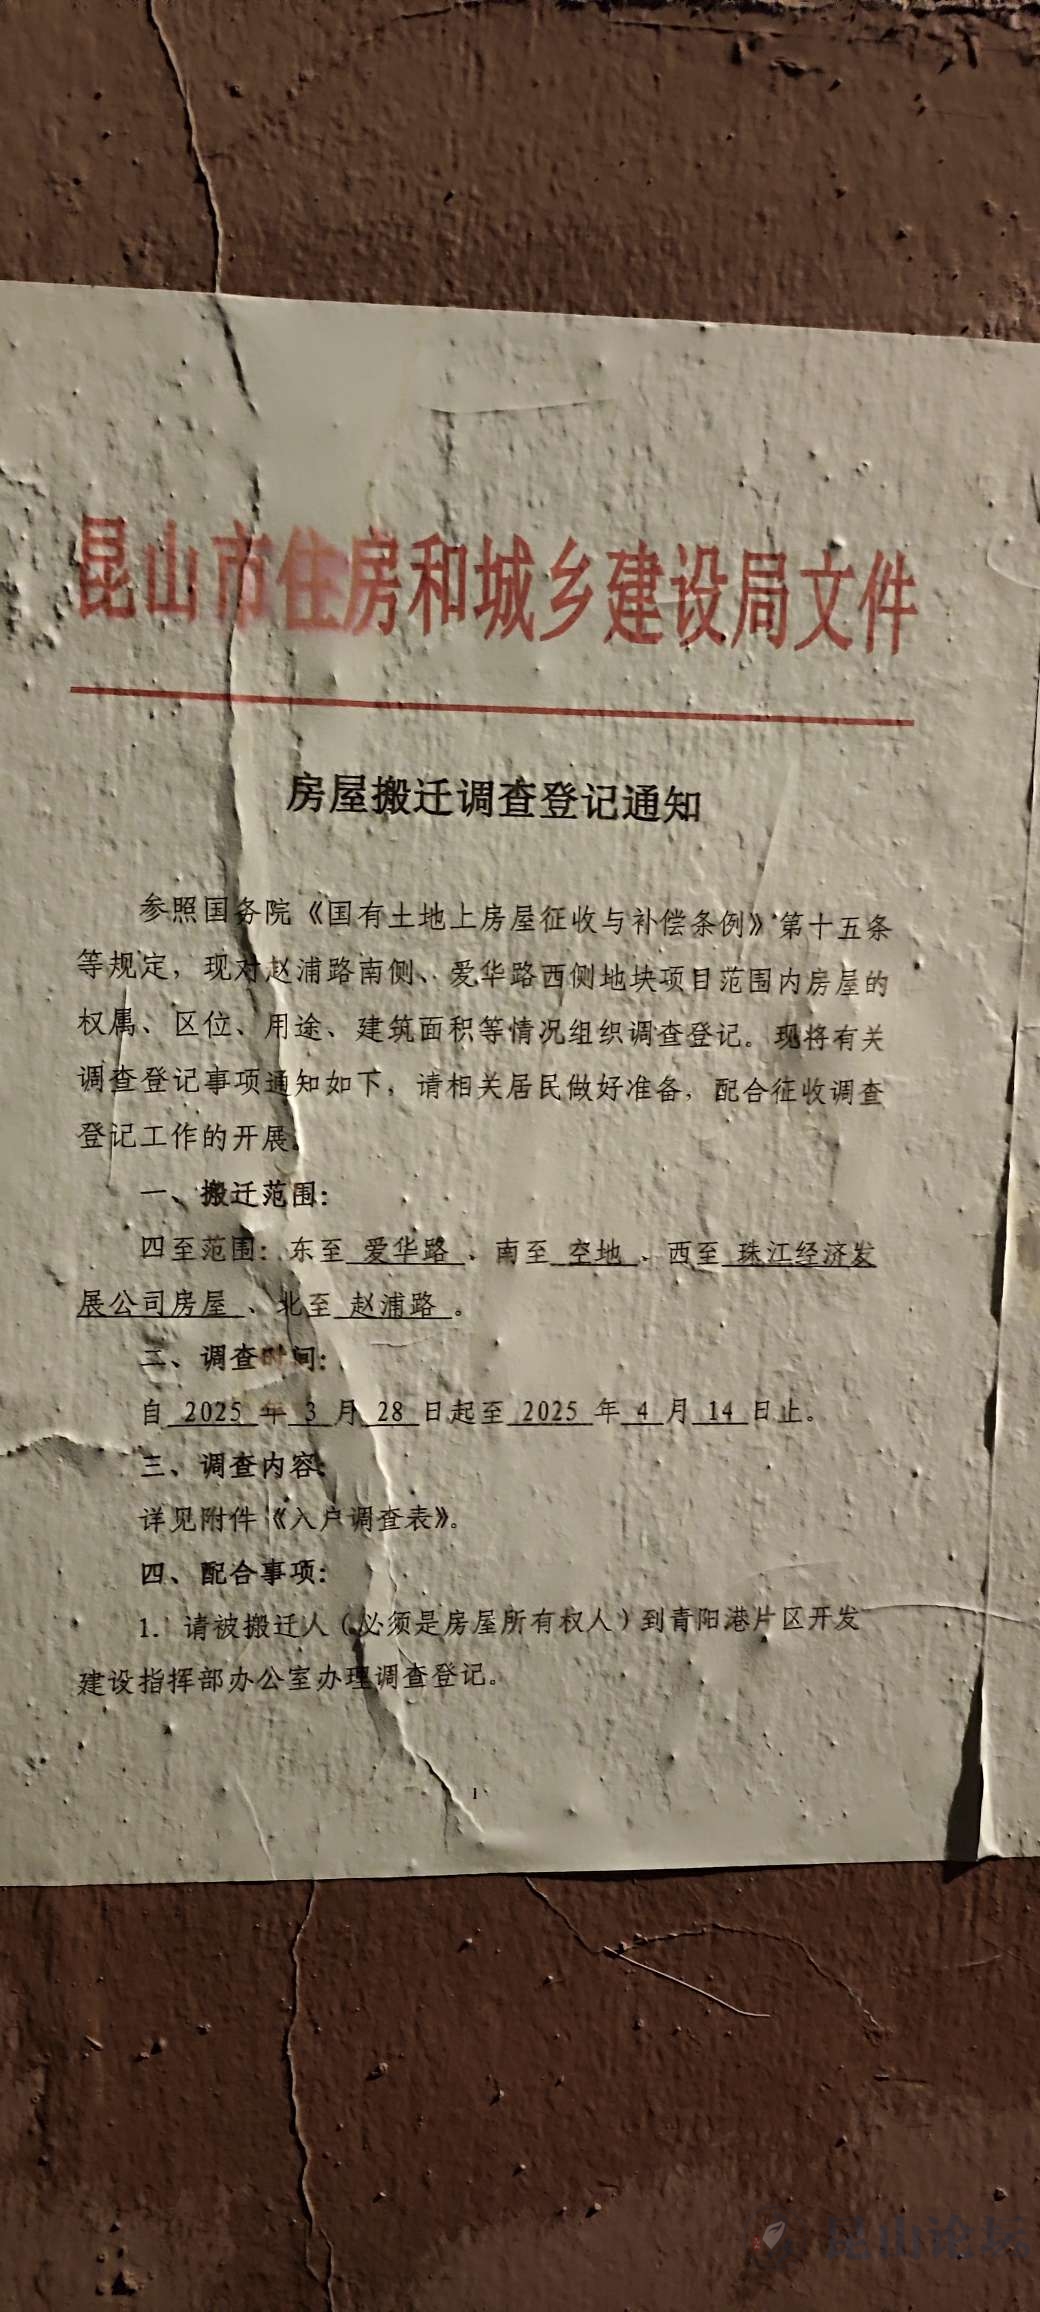 昆山市住房和城乡建设局文件
房屋搬迁调查登记通知
参照国务院《国有土地上房屋征收与补偿条例》第十五条
等规定，现对赵浦路南侧、爱华路西侧地块项目范围内房屋的
权属、区位、用途、建筑面积等情况组织调查登记。现将有关
调查登记事项通知如下，请相关居民做好准备，配合征收调查
登记工作的开展。
一、搬迁范围：
四至范围：东至 爱华路 、南至 空地 、西至 珠江经济发
展公司房屋 、北至 赵浦路 。
二、调查时间：
自 2025 年 3 月 28 日起至 2025 年 4 月 14 日止。
三、调查内容：
详见附件《入户调查表》。
四、配合事项：
1. 请被搬迁人（必须是房屋所有权人）到青阳港片区开发
建设指挥部办公室办理调查登记。
1
昆山论坛